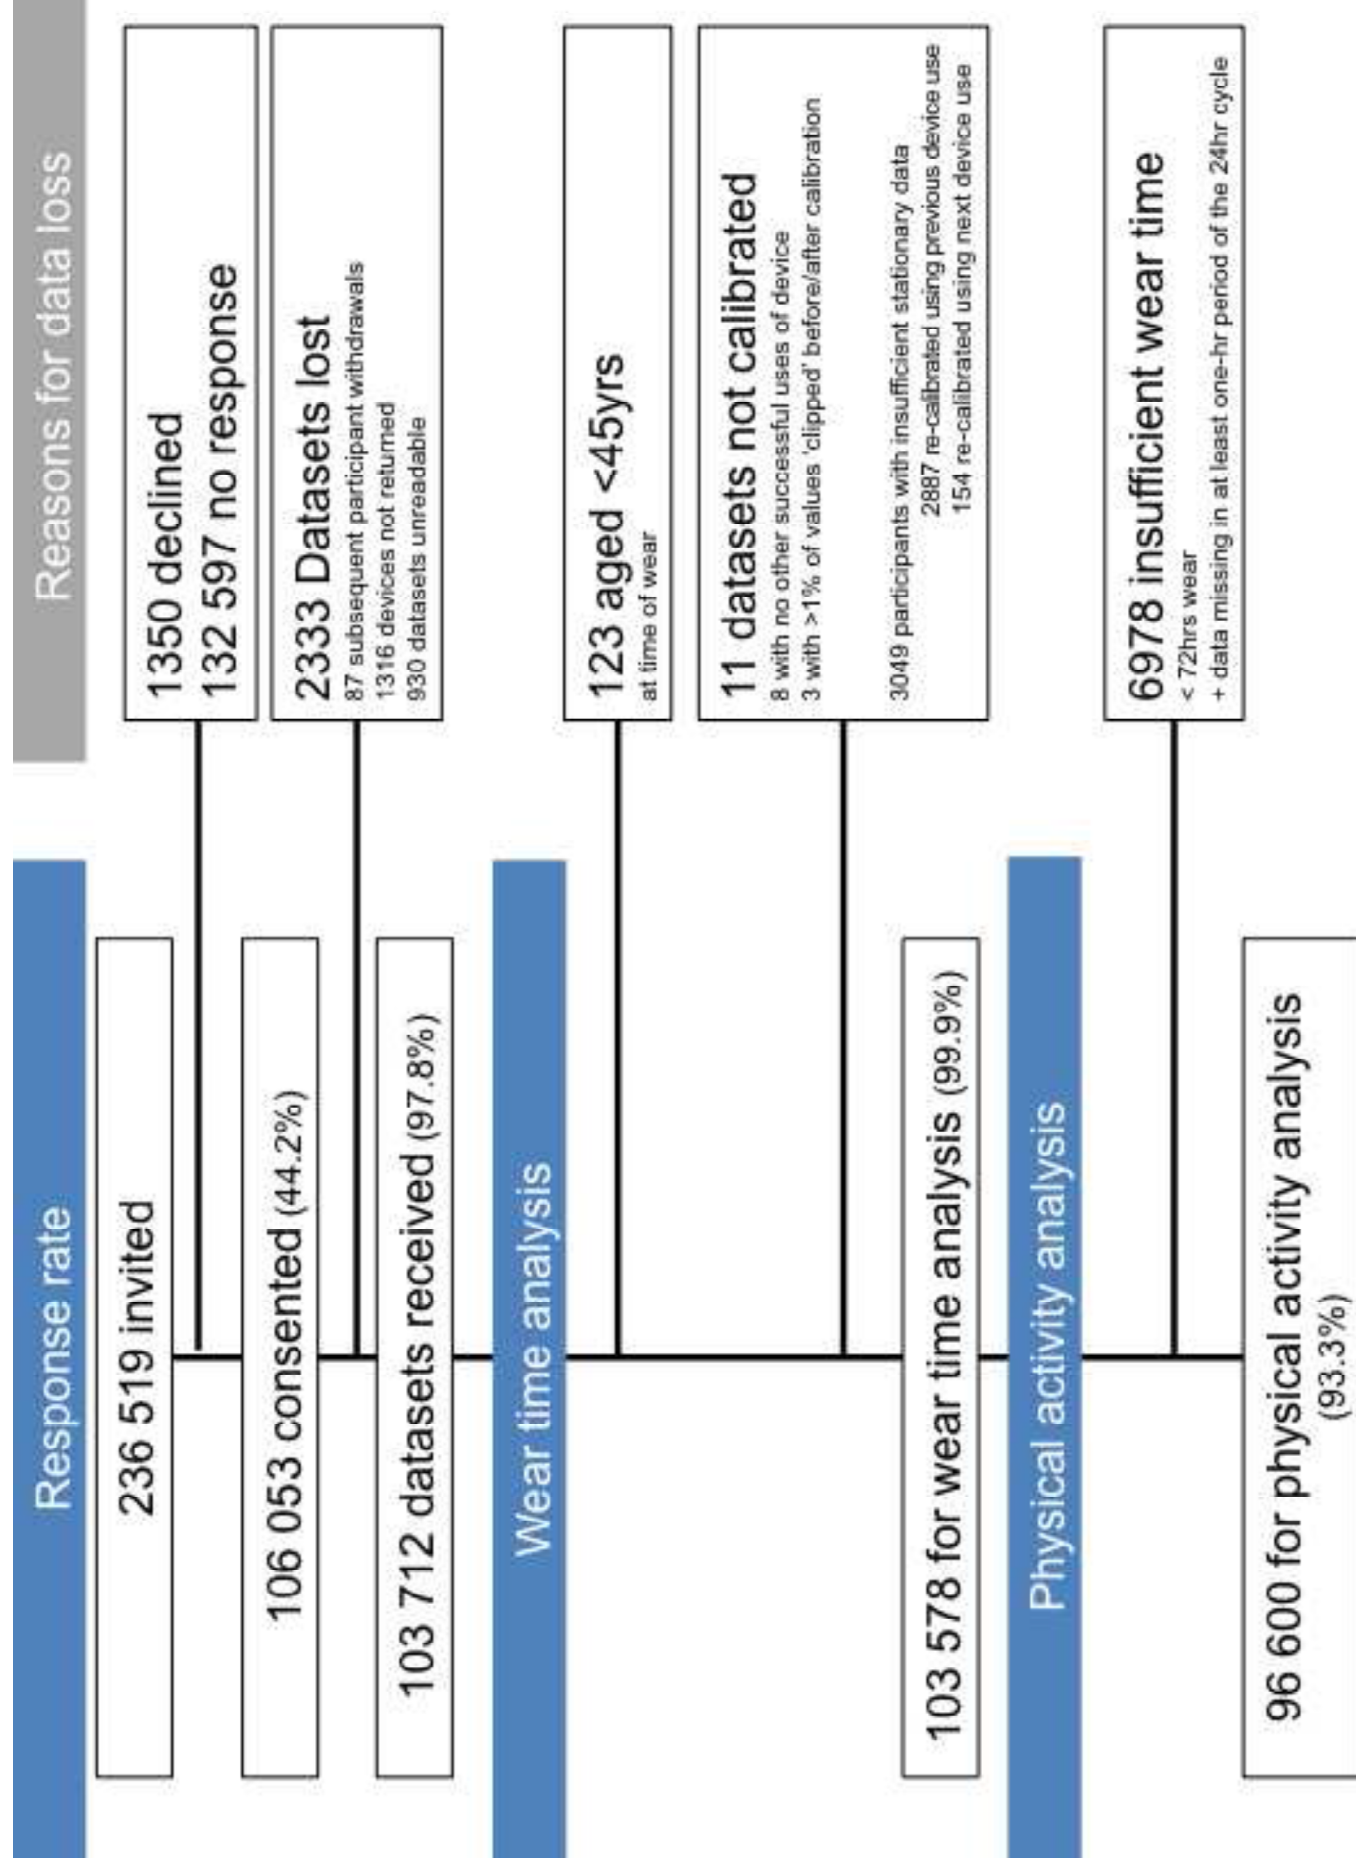 Response rate
Reasons for data loss
236 519 invited
1350 declined
132 597 no response
106 053 consented (44.2%)
2333 Datasets lost
87 subsequent participant withdrawals
1316 devices not returned
930 datasets unreadable
103 712 datasets received (97.8%)
Wear time analysis
123 aged <45yrs
at time of wear
11 datasets not calibrated
8 with no other successful uses of device
3 with >1% of values 'clipped' before/after calibration
3049 participants with insufficient stationary data
2887 re-calibrated using previous device use
154 re-calibrated using next device use
103 578 for wear time analysis (99.9%)
Physical activity analysis
6978 insufficient wear time
< 72hrs wear
+ data missing in at least one-hr period of the 24hr cycle
96 600 for physical activity analysis
(93.3%)